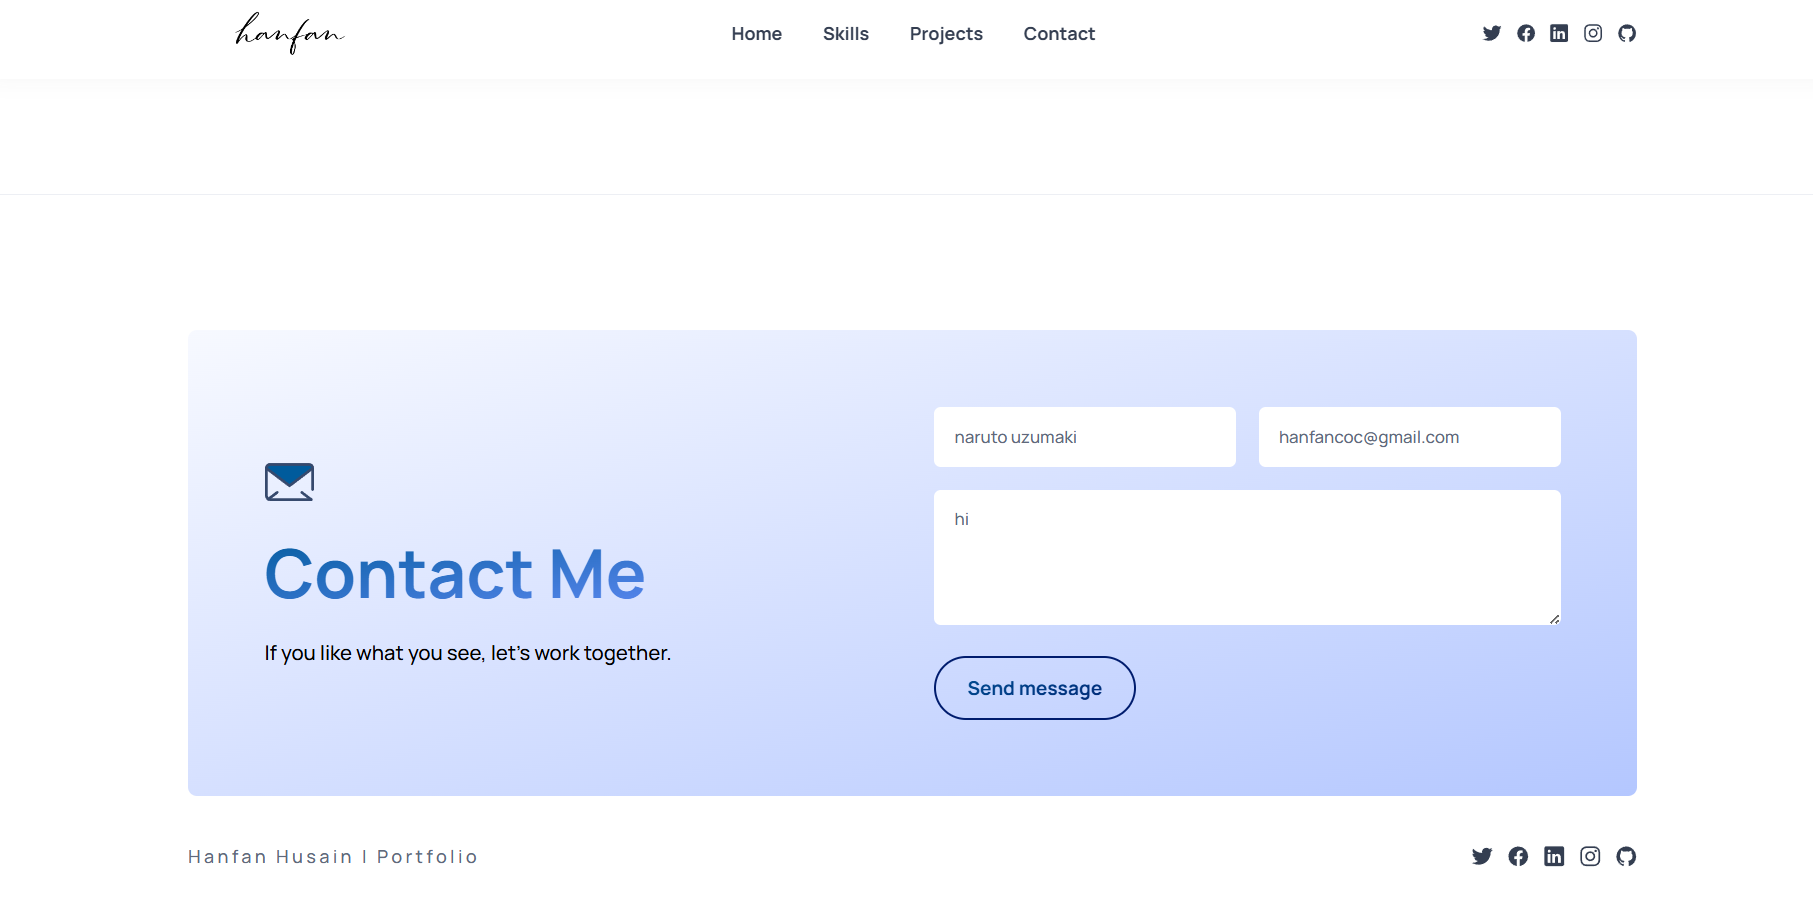 hanfan
Home Skills Projects Contact
Contact Me
If you like what you see, let's work together.
naruto uzumaki
hanfancoc@gmail.com
hi
Send message
Hanfan Husain | Portfolio